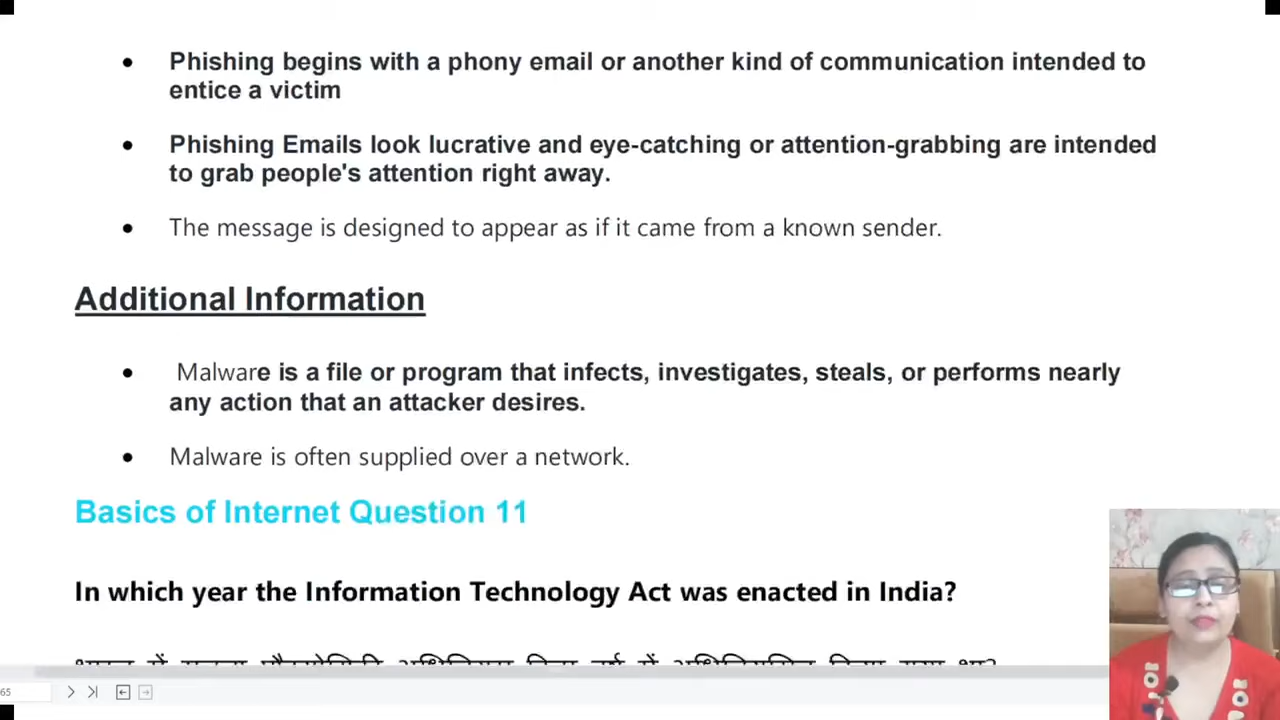 Phishing begins with a phony email or another kind of communication intended to
entice a victim
Phishing Emails look lucrative and eye-catching or attention-grabbing are intended
to grab people's attention right away.
The message is designed to appear as if it came from a known sender.
Additional Information
Malware is a file or program that infects, investigates, steals, or performs nearly
any action that an attacker desires.
Malware is often supplied over a network.
Basics of Internet Question 11
In which year the Information Technology Act was enacted in India?
65